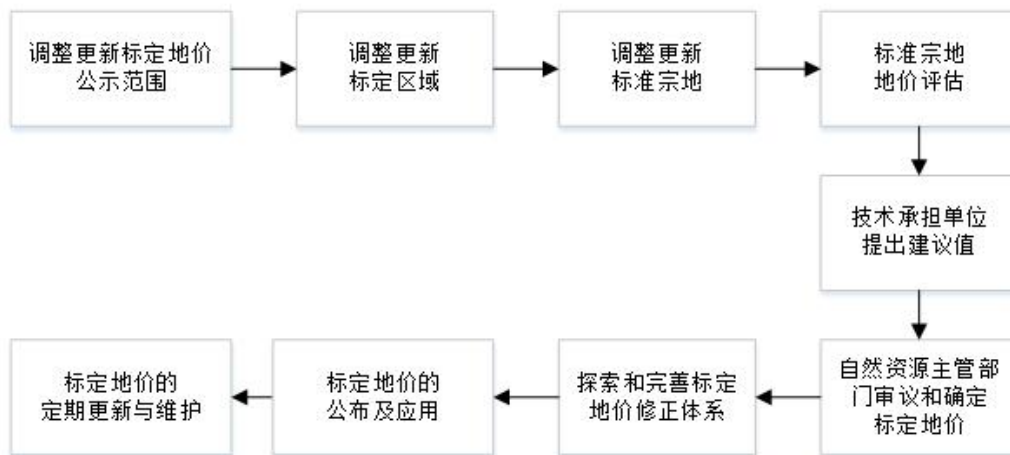 调整更新标定地价
公示范围
调整更新
标定区域
调整更新
标准宗地
标准宗地
地价评估
技术承担单位
提出建议值
自然资源主管部
门审议和确定
标定地价
探索和完善标定
地价修正体系
标定地价的
公布及应用
标定地价的
定期更新与维护